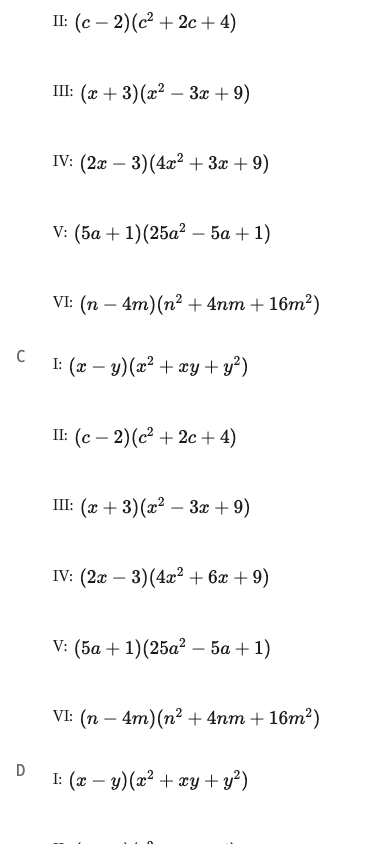 II: (c − 2)(c² + 2c + 4)
III: (x + 3)(x² − 3x + 9)
IV: (2x − 3)(4x² + 3x + 9)
V: (5a + 1)(25a² − 5a + 1)
VI: (n − 4m)(n² + 4nm + 16m²)
C I: (x − y)(x² + xy + y²)
II: (c − 2)(c² + 2c + 4)
III: (x + 3)(x² − 3x + 9)
IV: (2x − 3)(4x² + 6x + 9)
V: (5a + 1)(25a² − 5a + 1)
VI: (n − 4m)(n² + 4nm + 16m²)
D I: (x − y)(x² + xy + y²)